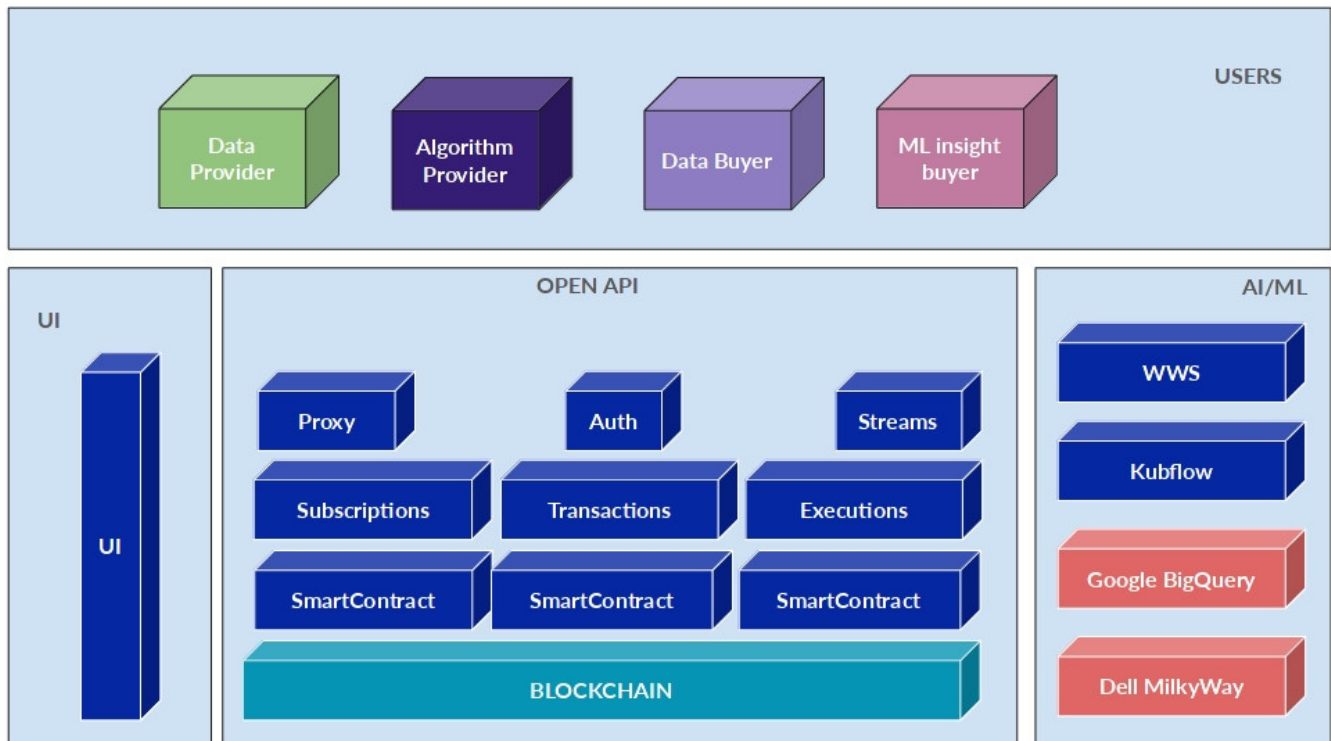 USERS
Data
Provider
Algorithm
Provider
Data Buyer
ML insight
buyer
UI
UI
OPEN API
Proxy
Auth
Streams
Subscriptions
Transactions
Executions
SmartContract
SmartContract
SmartContract
BLOCKCHAIN
AI/ML
WWS
Kubflow
Google BigQuery
Dell MilkyWay